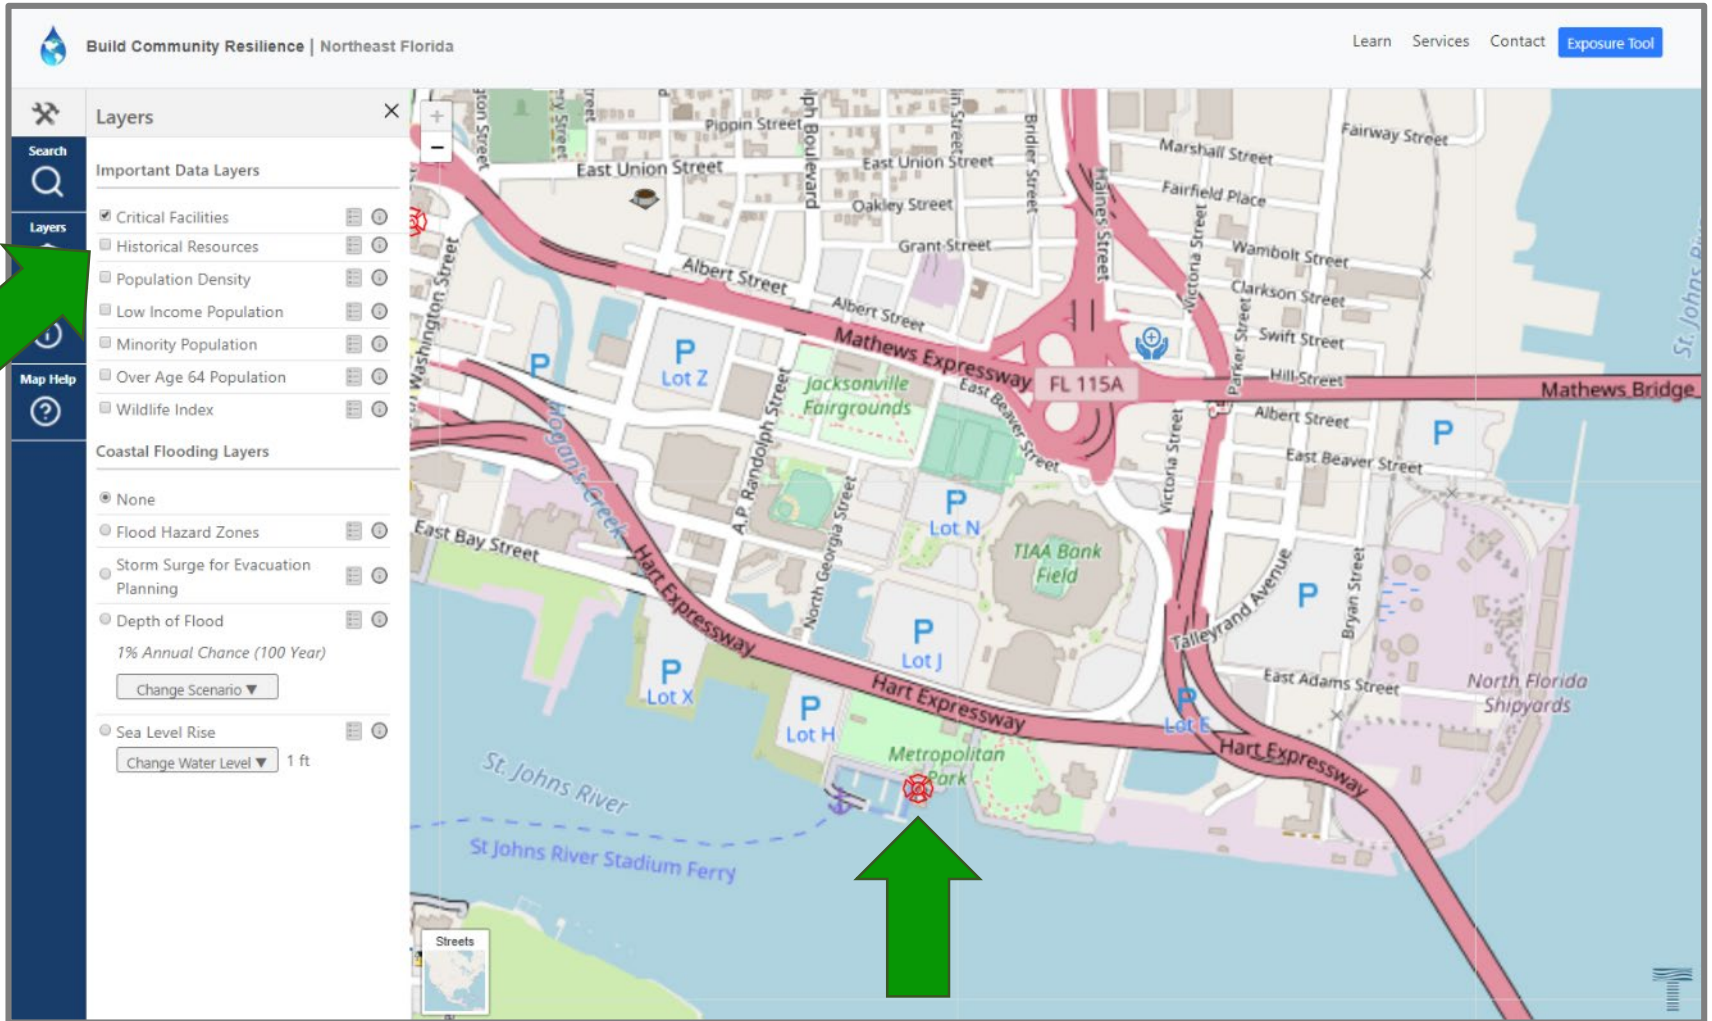 Build Community Resilience | Northeast Florida
Learn Services Contact Exposure Tool
Search
Layers
Map Help
Layers
Important Data Layers
Critical Facilities
Historical Resources
Population Density
Low Income Population
Minority Population
Over Age 64 Population
Wildlife Index
Coastal Flooding Layers
None
Flood Hazard Zones
Storm Surge for Evacuation
Planning
Depth of Flood
1% Annual Chance (100 Year)
Change Scenario ▼
Sea Level Rise
Change Water Level ▼ 1 ft
+
−
Pippin Street
East Union Street
East Union Street
Oakley Street
Grant Street
Bridier Street
Haines Street
Marshall Street
Fairway Street
Fairfield Place
Wambolt Street
Clarkson Street
Swift Street
Hill Street
Albert Street
East Beaver Street
Victoria Street
Parker Street
Victoria Street
Washington Street
Albert Street
Albert Street
Mathews Expressway
FL 115A
Mathews Bridge
East Beaver Street
P
P
Lot Z
Jacksonville
Fairgrounds
A.P. Randolph Street
Hogan's Creek
North Georgia Street
P
Lot N
TIAA Bank
Field
P
P
Bryan Street
Talleyrand Avenue
East Bay Street
Hart Expressway
P
Lot J
P
Lot X
P
Lot H
Hart Expressway
Metropolitan
Park
P
Lot E
East Adams Street
Hart Expressway
North Florida
Shipyards
St. Johns River
St Johns River Stadium Ferry
Streets